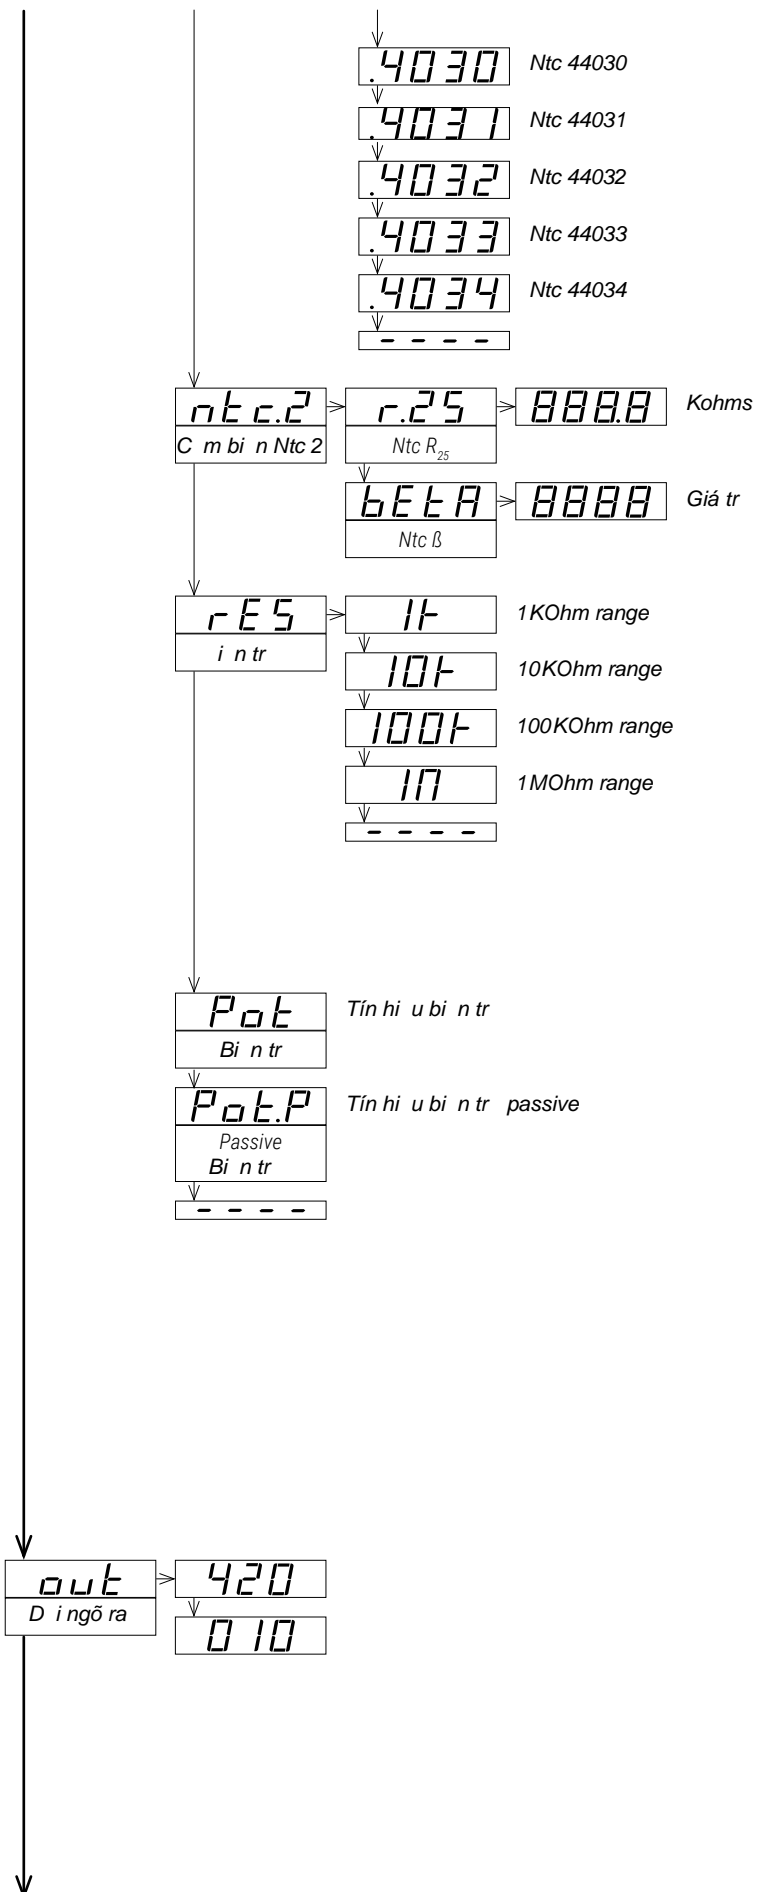 .4030 Ntc 44030
.4031 Ntc 44031
.4032 Ntc 44032
.4033 Ntc 44033
.4034 Ntc 44034
- - - -
ntc.2 r.25 888.8 Kohms
C m bi n Ntc 2 Ntc R25
bEtA 8888 Giá tr
Ntc ß
rES 1k 1KOhm range
i n tr
10k 10KOhm range
100k 100KOhm range
1M 1MOhm range
- - - -
Pot Tín hi u bi n tr
Bi n tr
Pot.P Tín hi u bi n tr passive
Passive
Bi n tr
- - - -
out 420
D i ngõ ra 010